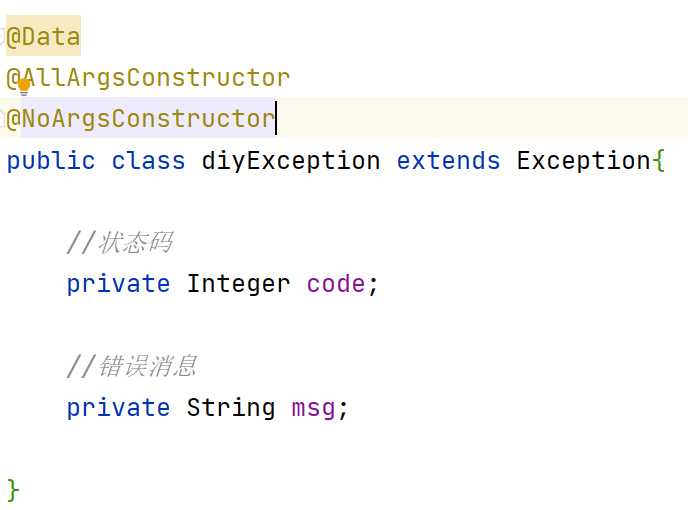 @Data
@AllArgsConstructor
@NoArgsConstructor
public class diyException extends Exception{
//状态码
private Integer code;
//错误消息
private String msg;
}